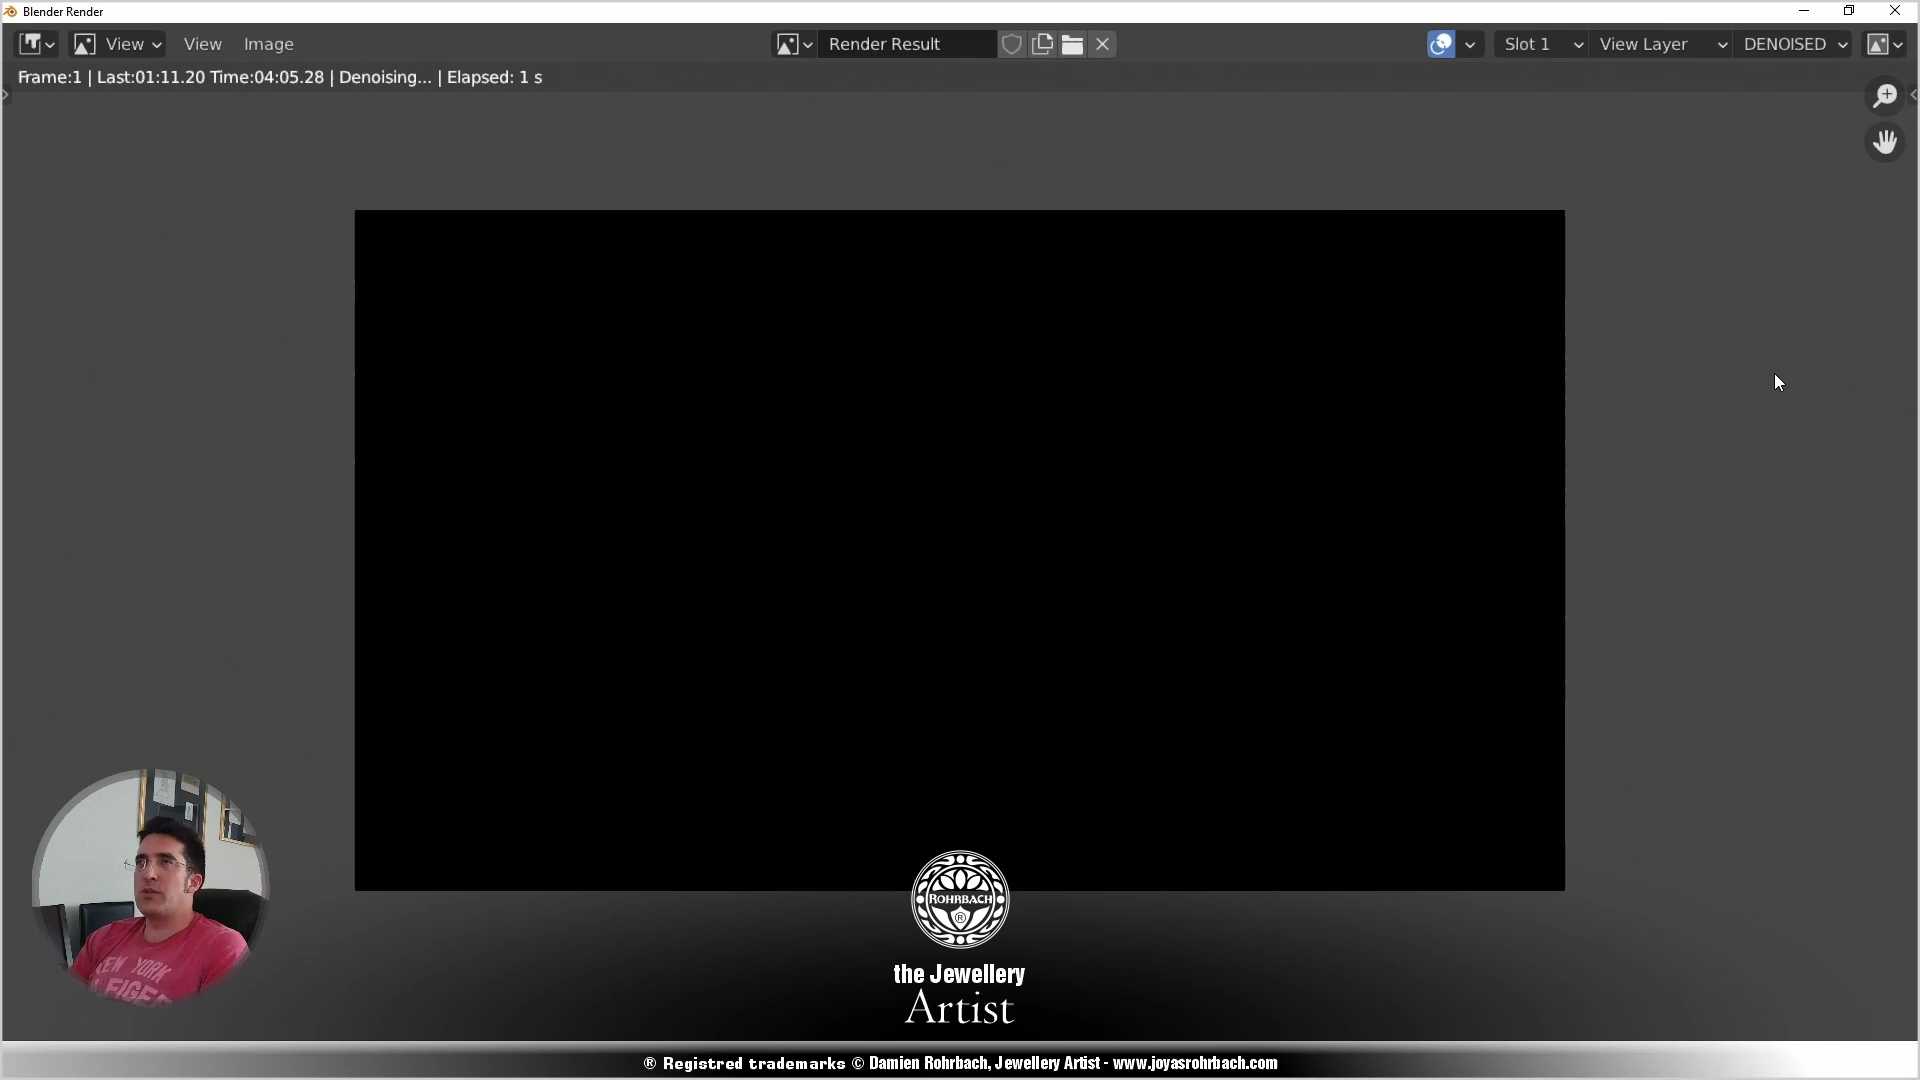 Blender Render
View
View
Image
Render Result
Slot 1
View Layer
DENOISED
Frame:1 | Last:01:11.20 Time:04:05.28 | Denoising... | Elapsed: 1 s
ROHRBACH
®
the Jewellery
Artist
NEW YORK
® Registred trademarks © Damien Rohrbach, Jewellery Artist - www.joyasrohrbach.com